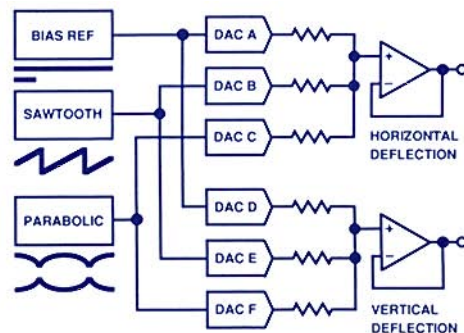 BIAS REF
SAWTOOTH
PARABOLIC
DAC A
DAC B
DAC C
DAC D
DAC E
DAC F
+
−
HORIZONTAL
DEFLECTION
+
−
VERTICAL
DEFLECTION